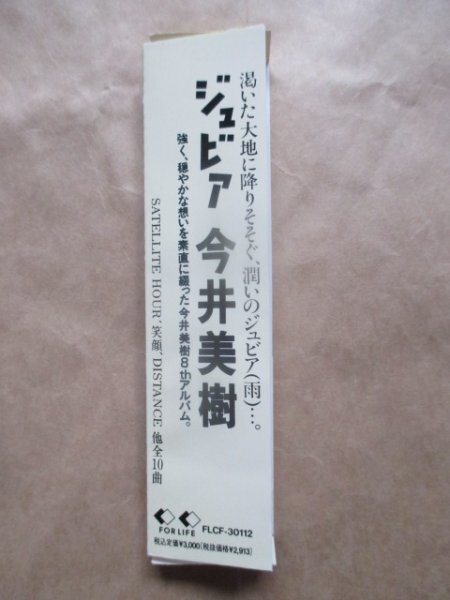 渇いた大地に降りそそぐ、潤いのジュビア(雨)…。
ジュビア 今井美樹
強く、穏やかな想いを素直に綴った今井美樹8thアルバム。
SATELLITE HOUR、笑顔、DISTANCE 他全10曲
FOR LIFE FLCF-30112
税込定価¥3,000(税抜価格¥2,913)